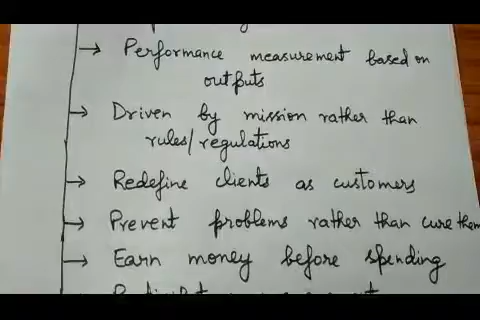 → Performance measurement based on
outputs
→ Driven by mission rather than
rules/regulations
→ Redefine clients as customers
→ Prevent problems rather than cure them
→ Earn money before spending